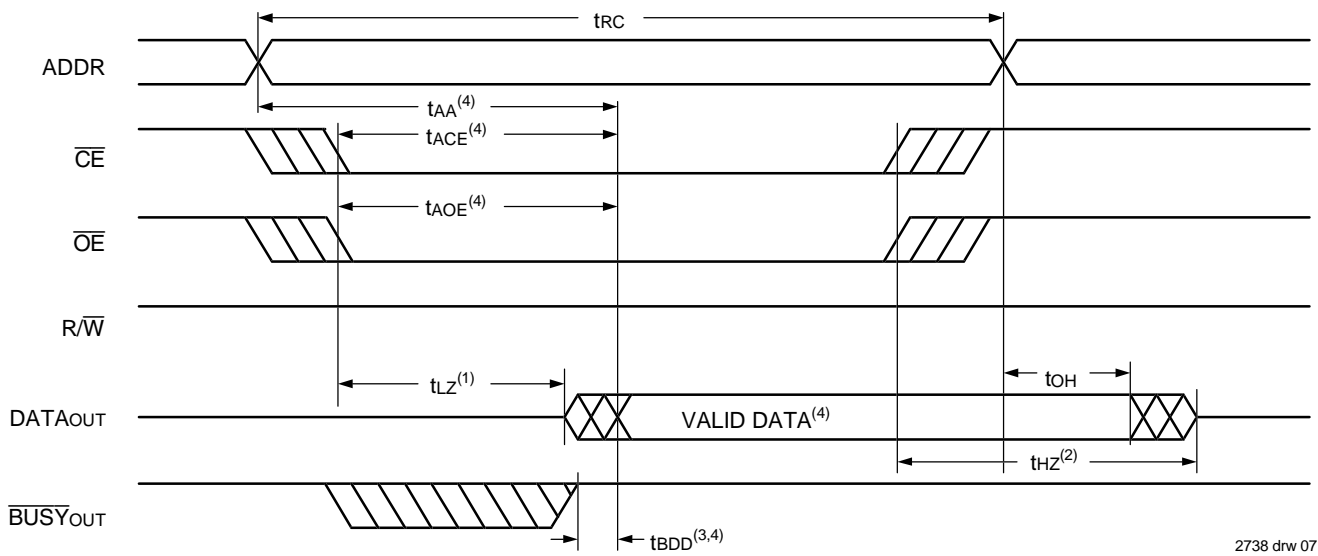 tRC
ADDR
tAA(4)
tACE(4)
CE
tAOE(4)
OE
R/W
tLZ(1)
tOH
DATAOUT
VALID DATA(4)
tHZ(2)
BUSYOUT
tBDD(3,4)
2738 drw 07